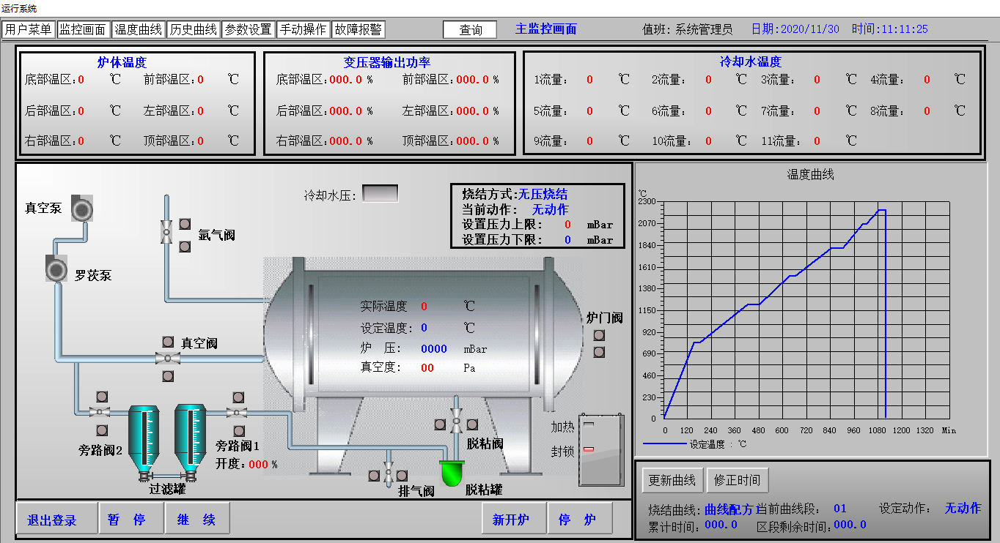 运行系统
用户菜单 监控画面 温度曲线 历史曲线 参数设置 手动操作 故障报警 查询 主监控画面 值班: 系统管理员 日期:2020/11/30 时间:11:11:25
炉体温度
底部温区:0 ℃ 前部温区:0 ℃
后部温区:0 ℃ 左部温区:0 ℃
右部温区:0 ℃ 顶部温区:0 ℃
变压器输出功率
底部温区:000.0 % 前部温区:000.0 %
后部温区:000.0 % 左部温区:000.0 %
右部温区:000.0 % 顶部温区:000.0 %
冷却水温度
1流量: 0 ℃ 2流量: 0 ℃ 3流量: 0 ℃ 4流量: 0 ℃
5流量: 0 ℃ 6流量: 0 ℃ 7流量: 0 ℃ 8流量: 0 ℃
9流量: 0 ℃ 10流量: 0 ℃ 11流量: 0 ℃
冷却水压:
烧结方式:无压烧结
当前动作: 无动作
设置压力上限: 0 mBar
设置压力下限: 0 mBar
真空泵
氩气阀
罗茨泵
实际温度 0 ℃
设定温度: 0 ℃
炉 压: 0000 mBar
真空度: 00 Pa
炉门阀
真空阀
旁路阀2
旁路阀1
开度:000 %
过滤罐
排气阀
脱粘阀
脱粘罐
加热
封锁
退出登录 暂 停 继 续 新开炉 停 炉
温度曲线
℃
2300
2070
1840
1610
1380
1150
920
690
460
230
0
0 120 240 360 480 600 720 840 960 1080 1200 1320 Min
设定温度 : ℃
更新曲线 修正时间
烧结曲线: 曲线配方1 当前曲线段: 01 设定动作: 无动作
累计时间: 000.0 区段剩余时间: 000.0